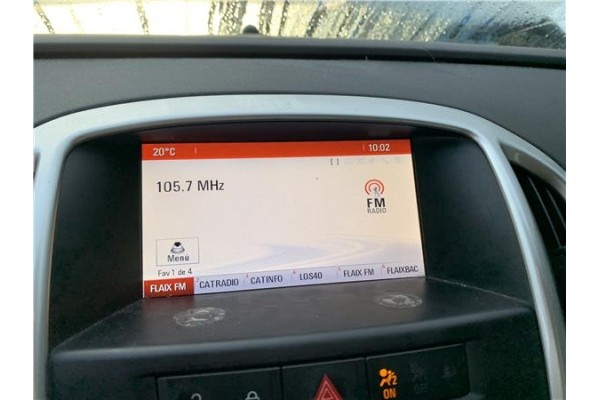 20°C 10:02
[ ]
105.7 MHz
FM
RADIO
Menú
Fav 1 de 4
FLAIX FM CATRADIO CATINFO LOS40 FLAIX FM FLAIXBAC
2
ON